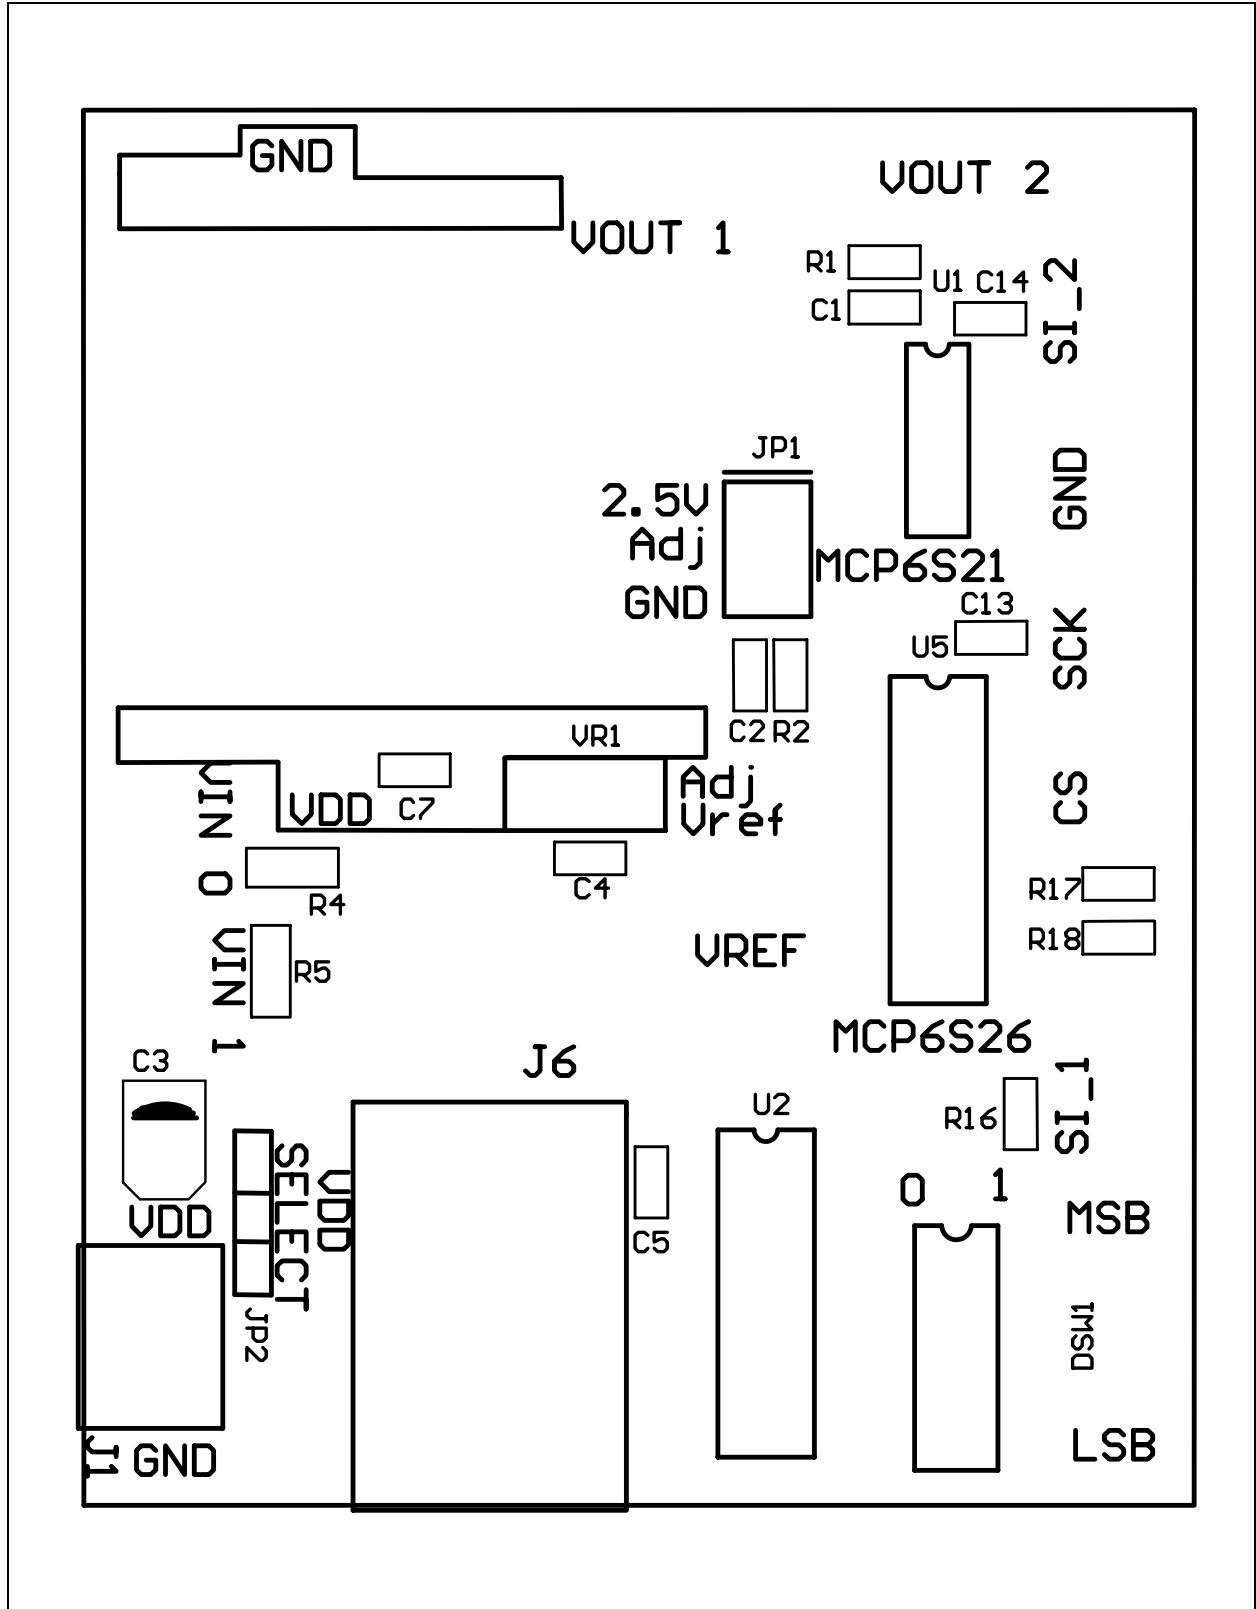 GND
VOUT 2
VOUT 1
R1
U1
C14
SI_2
C1
JP1
2.5V
Adj
GND
GND
MCP6S21
C13
U5
SCK
C2
R2
VR1
VIN 0
VDD
C7
Adj
Vref
CS
C4
R4
R17
VIN 1
R5
VREF
R18
MCP6S26
C3
J6
U2
R16
SI_1
0
1
VDD
SELECT
VDD
C5
MSB
JP2
DSW1
J1
GND
LSB